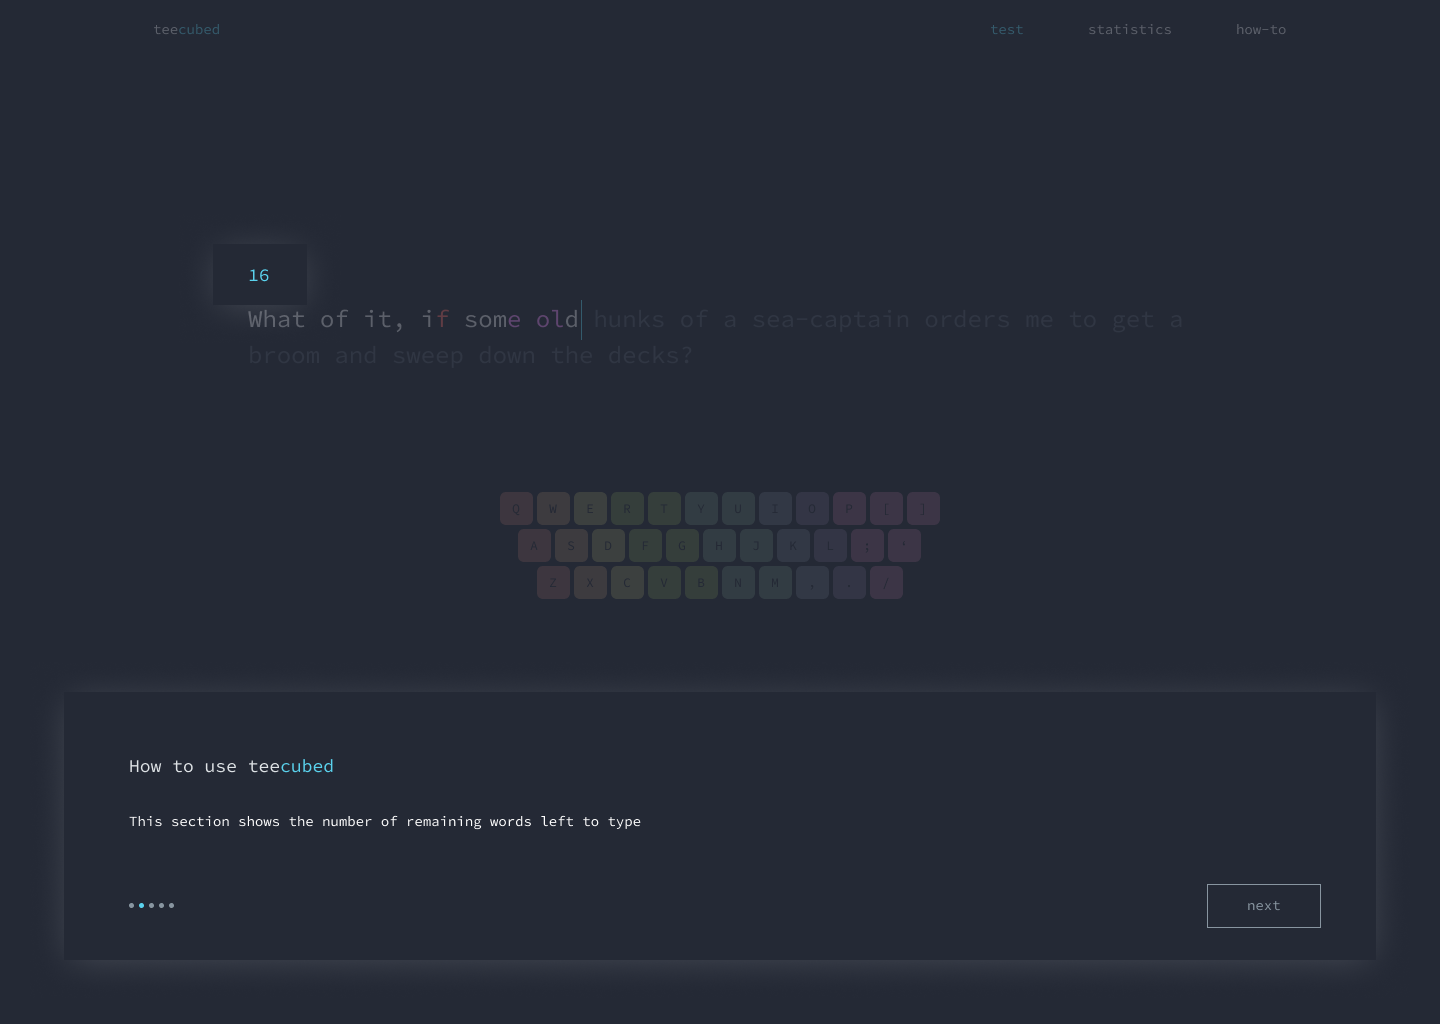 teecubed test statistics how-to
16
What of it, if some old hunks of a sea-captain orders me to get a
broom and sweep down the decks?
Q W E R T Y U I O P [ ]
A S D F G H J K L ; '
Z X C V B N M , . /
How to use teecubed
This section shows the number of remaining words left to type
next